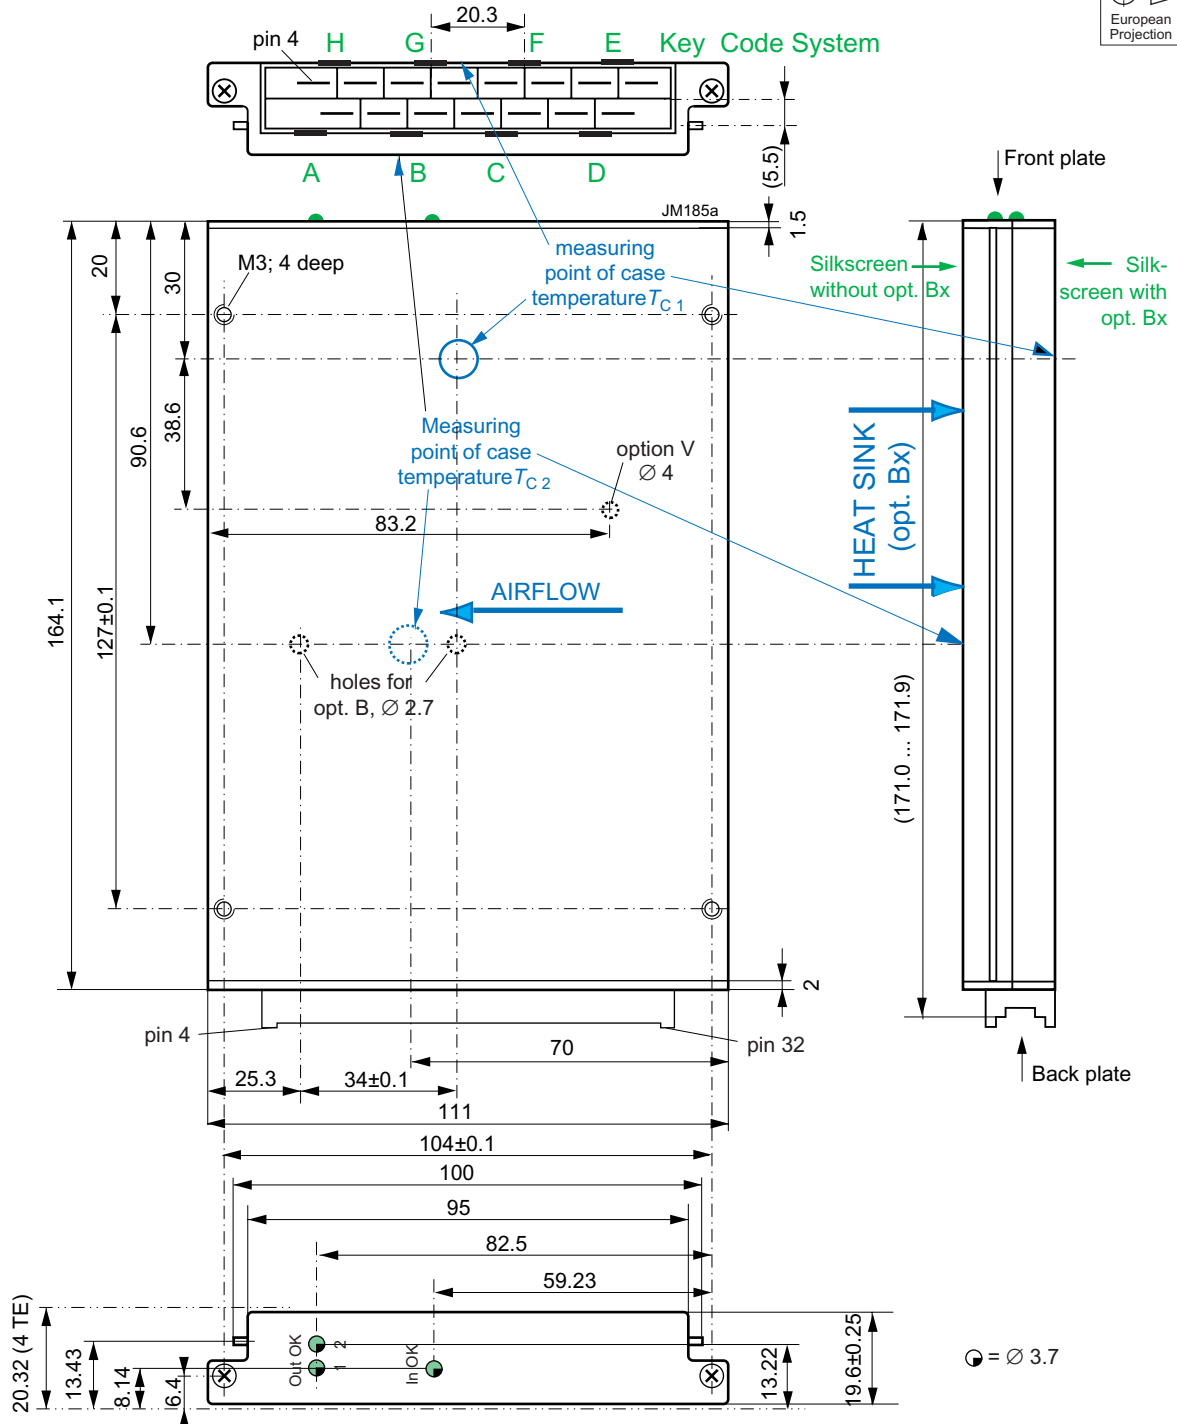 20.3
European
Projection
pin 4
H
G
F
E
Key Code System
A
B
C
D
(5.5)
Front plate
JM185a
1.5
20
30
M3; 4 deep
measuring
point of case
temperature TC 1
Silkscreen
without opt. Bx
Silk-
screen with
opt. Bx
38.6
90.6
Measuring
point of case
temperature TC 2
option V
∅ 4
83.2
HEAT SINK
(opt. Bx)
164.1
127±0.1
AIRFLOW
holes for
opt. B, ∅ 2.7
(171.0 ... 171.9)
2
pin 4
pin 32
70
25.3
34±0.1
Back plate
111
104±0.1
100
95
82.5
59.23
20.32 (4 TE)
13.43
8.14
6.4
Out OK
2
1
In OK
13.22
19.6±0.25
= ∅ 3.7